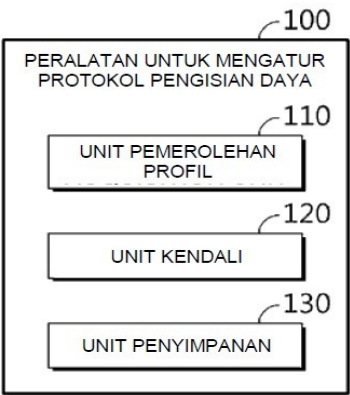 100
PERALATAN UNTUK MENGATUR
PROTOKOL PENGISIAN DAYA
110
UNIT PEMEROLEHAN
PROFIL
120
UNIT KENDALI
130
UNIT PENYIMPANAN